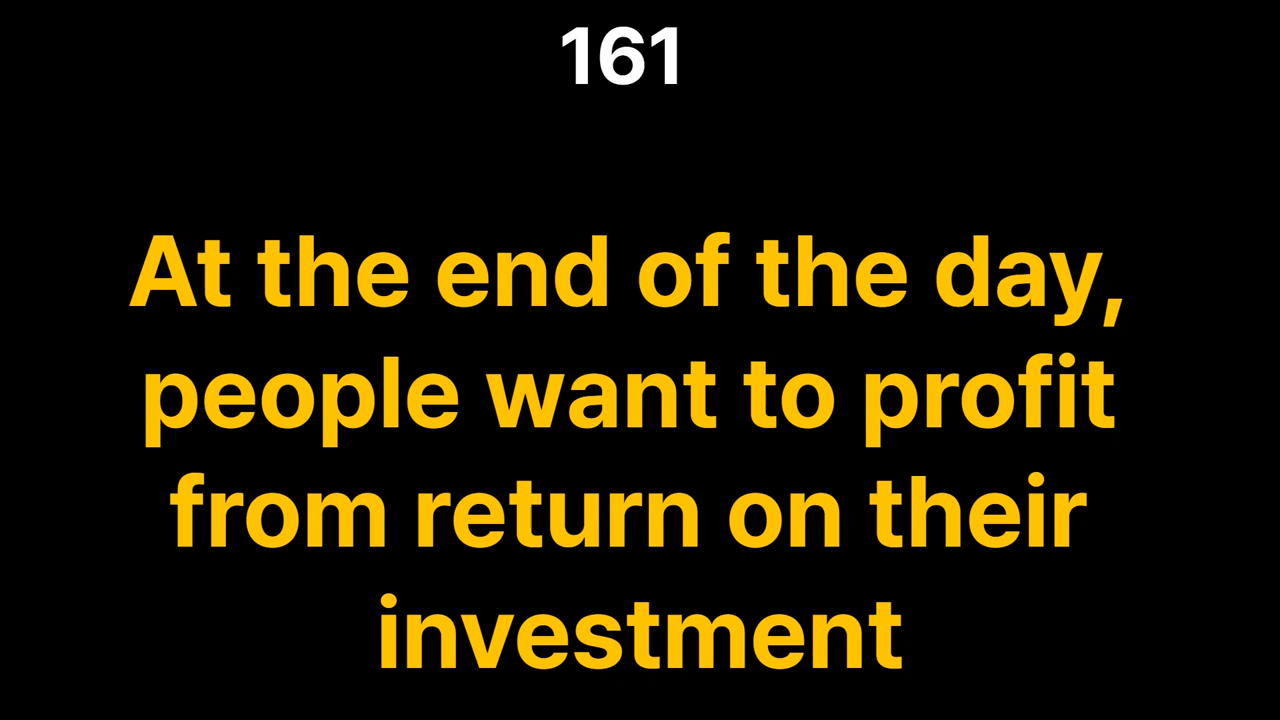 161
At the end of the day,
people want to profit
from return on their
investment